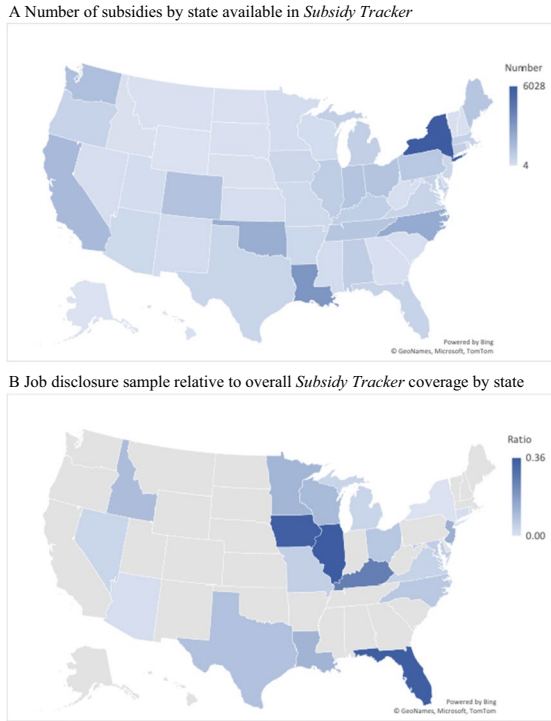 A Number of subsidies by state available in Subsidy Tracker
Number
6028
4
Powered by Bing
© GeoNames, Microsoft, TomTom
B Job disclosure sample relative to overall Subsidy Tracker coverage by state
Ratio
0.36
0.00
Powered by Bing
© GeoNames, Microsoft, TomTom